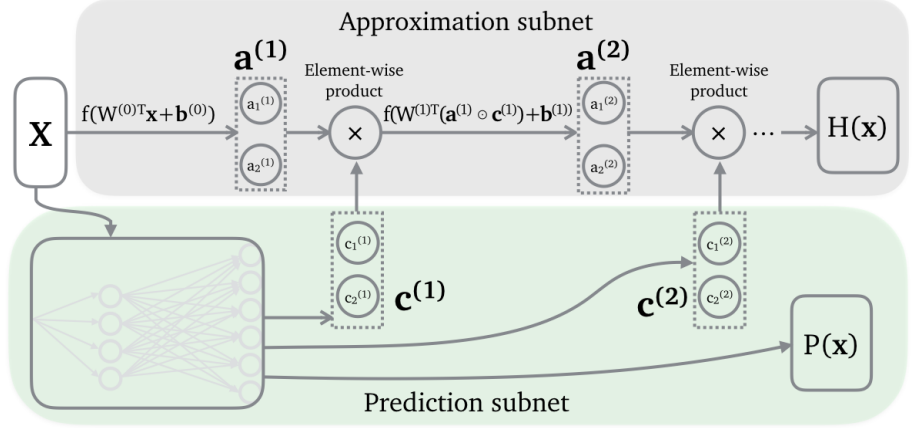 Approximation subnet
a⁽¹⁾
a⁽²⁾
Element-wise
product
Element-wise
product
X
f(W⁽⁰⁾ᵀx+b⁽⁰⁾)
a₁⁽¹⁾
a₂⁽¹⁾
×
f(W⁽¹⁾ᵀ(a⁽¹⁾ ⊙ c⁽¹⁾)+b⁽¹⁾)
a₁⁽²⁾
a₂⁽²⁾
×
...
H(x)
c₁⁽¹⁾
c₂⁽¹⁾
c⁽¹⁾
c₁⁽²⁾
c₂⁽²⁾
c⁽²⁾
P(x)
Prediction subnet